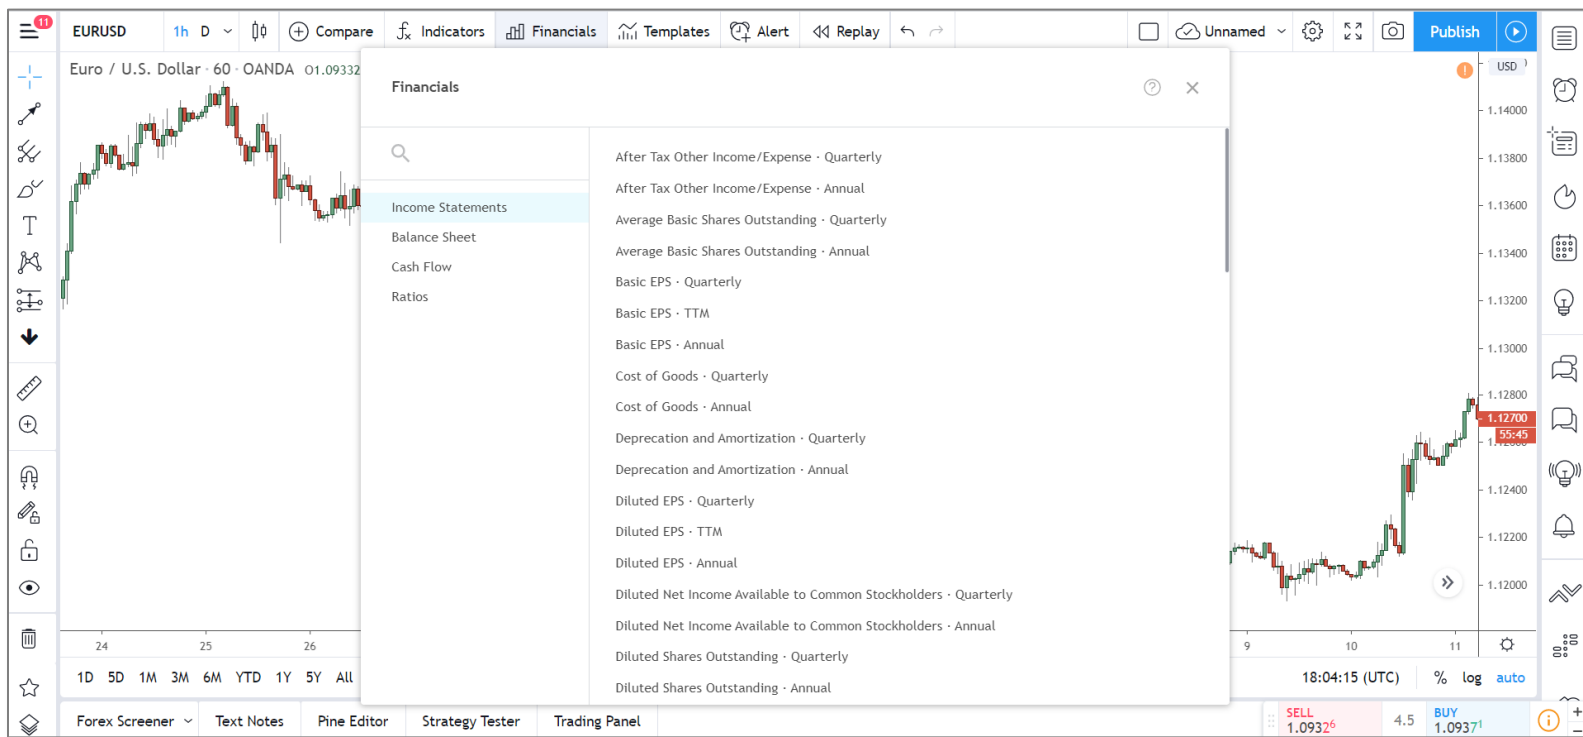 11
EURUSD 1h D Compare Indicators Financials Templates Alert Replay Unnamed Publish
Euro / U.S. Dollar · 60 · OANDA O1.09332
USD
Financials
Income Statements
Balance Sheet
Cash Flow
Ratios
After Tax Other Income/Expense · Quarterly
After Tax Other Income/Expense · Annual
Average Basic Shares Outstanding · Quarterly
Average Basic Shares Outstanding · Annual
Basic EPS · Quarterly
Basic EPS · TTM
Basic EPS · Annual
Cost of Goods · Quarterly
Cost of Goods · Annual
Deprecation and Amortization · Quarterly
Deprecation and Amortization · Annual
Diluted EPS · Quarterly
Diluted EPS · TTM
Diluted EPS · Annual
Diluted Net Income Available to Common Stockholders · Quarterly
Diluted Net Income Available to Common Stockholders · Annual
Diluted Shares Outstanding · Quarterly
Diluted Shares Outstanding · Annual
1.14000
1.13800
1.13600
1.13400
1.13200
1.13000
1.12800
1.12700
55:45
1.12400
1.12200
1.12000
24 25 26 9 10 11
1D 5D 1M 3M 6M YTD 1Y 5Y All 18:04:15 (UTC) % log auto
Forex Screener Text Notes Pine Editor Strategy Tester Trading Panel
SELL
1.09326
4.5
BUY
1.09371